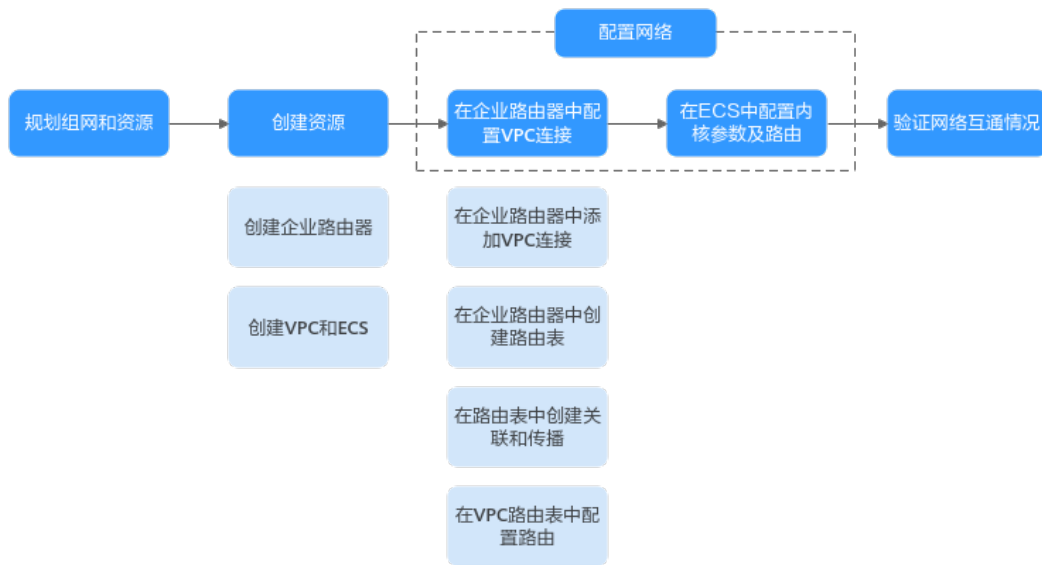 配置网络
规划组网和资源
创建资源
在企业路由器中配
置VPC连接
在ECS中配置内
核参数及路由
验证网络互通情况
创建企业路由器
创建VPC和ECS
在企业路由器中添
加VPC连接
在企业路由器中创
建路由表
在路由表中创建关
联和传播
在VPC路由表中配
置路由